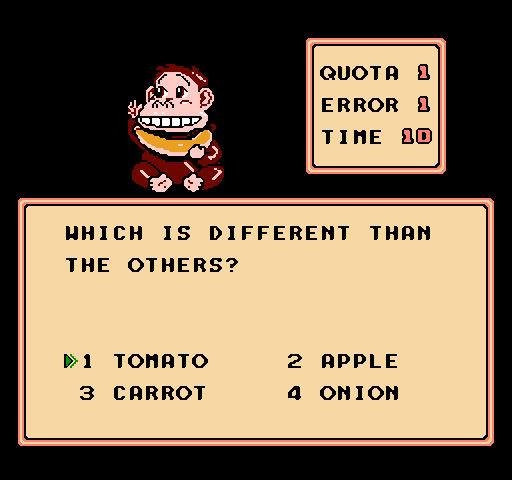 QUOTA 1
ERROR 1
TIME 10
WHICH IS DIFFERENT THAN
THE OTHERS?
1 TOMATO 2 APPLE
3 CARROT 4 ONION